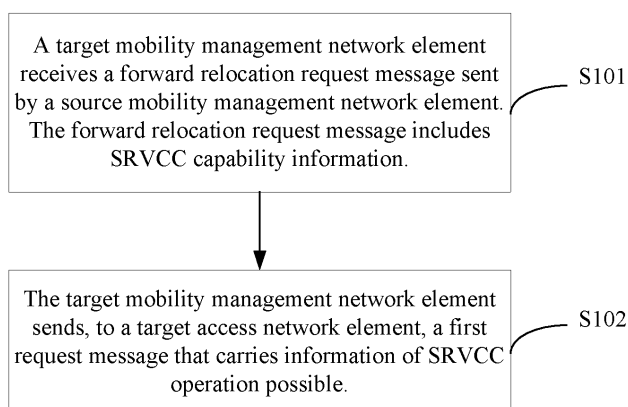 A target mobility management network element
receives a forward relocation request message sent
by a source mobility management network element.
The forward relocation request message includes
SRVCC capability information.
S101
The target mobility management network element
sends, to a target access network element, a first
request message that carries information of SRVCC
operation possible.
S102